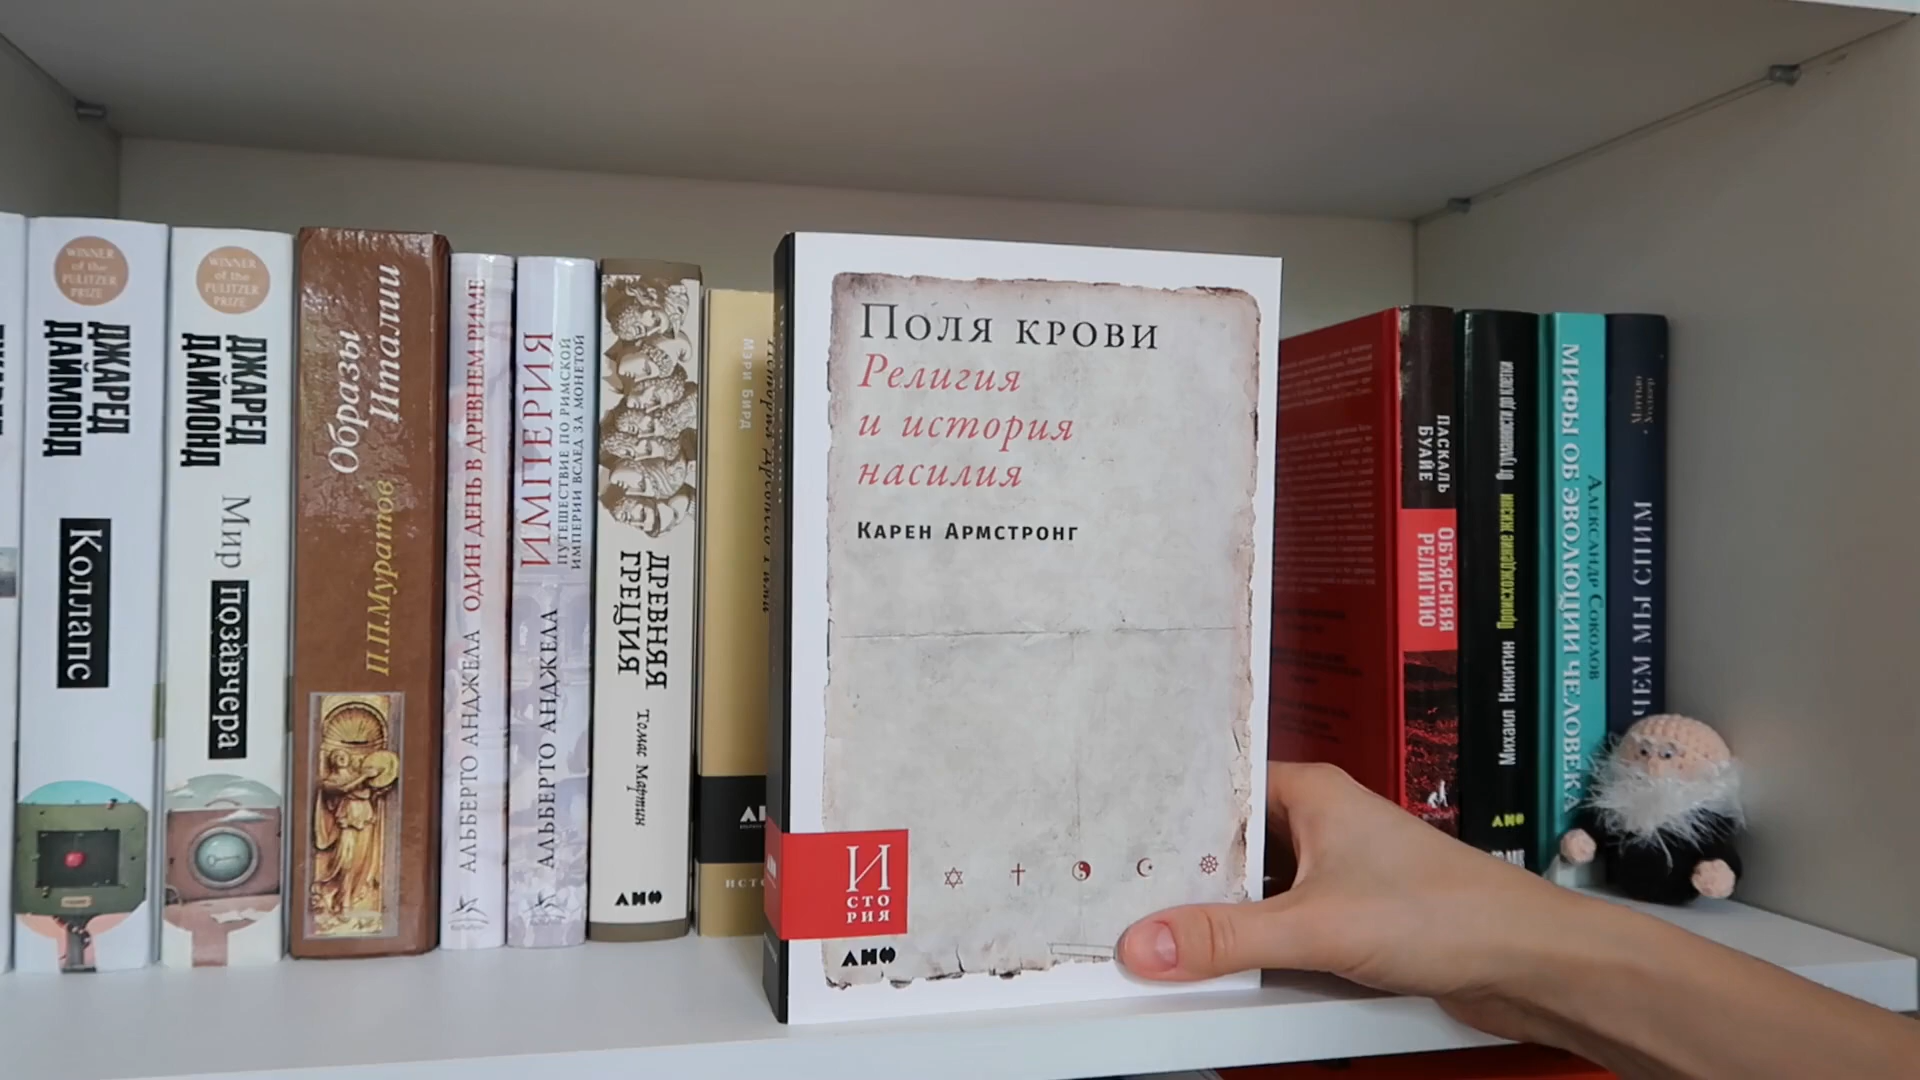 WINNER
of the
PULITZER
PRIZE
ДЖАРЕД
ДАЙМОНД
Коллапс
WINNER
of the
PULITZER
PRIZE
ДЖАРЕД
ДАЙМОНД
Мир позавчера
Образы
Италии
П.П.Муратов
АЛЬБЕРТО АНДЖЕЛА ОДИН ДЕНЬ В ДРЕВНЕМ РИМЕ
АЛЬБЕРТО АНДЖЕЛА ИМПЕРИЯ
ПУТЕШЕСТВИЕ ПО РИМСКОЙ
ИМПЕРИИ ВСЛЕД ЗА МОНЕТОЙ
ДРЕВНЯЯ
ГРЕЦИЯ
Томас Мартин
АНФ
МЭРИ БИРД
Поля крови
Религия
и история
насилия
Карен Армстронг
И
СТО
РИЯ
АНФ
ПАСКАЛЬ
БУАЙЕ
ОБЪЯСНЯЯ
РЕЛИГИЮ
Михаил Никитин Происхождение жизни От туманности до клетки
АНФ
Александр Соколов
МИФЫ ОБ ЭВОЛЮЦИИ ЧЕЛОВЕКА
МЫ СПИМ